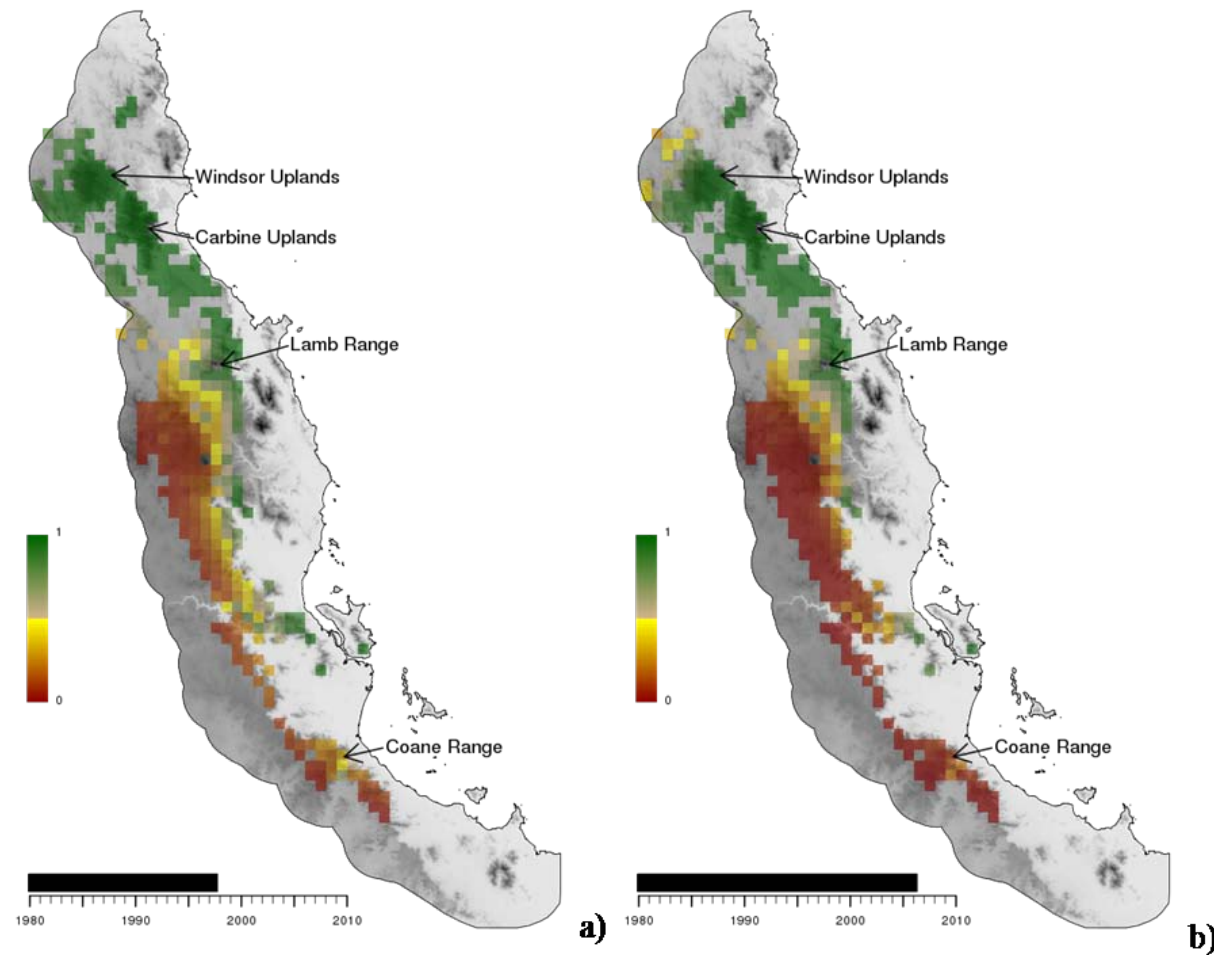 Windsor Uplands
Carbine Uplands
Lamb Range
1
0
Coane Range
1980 1990 2000 2010
a)
Windsor Uplands
Carbine Uplands
Lamb Range
1
0
Coane Range
1980 1990 2000 2010
b)